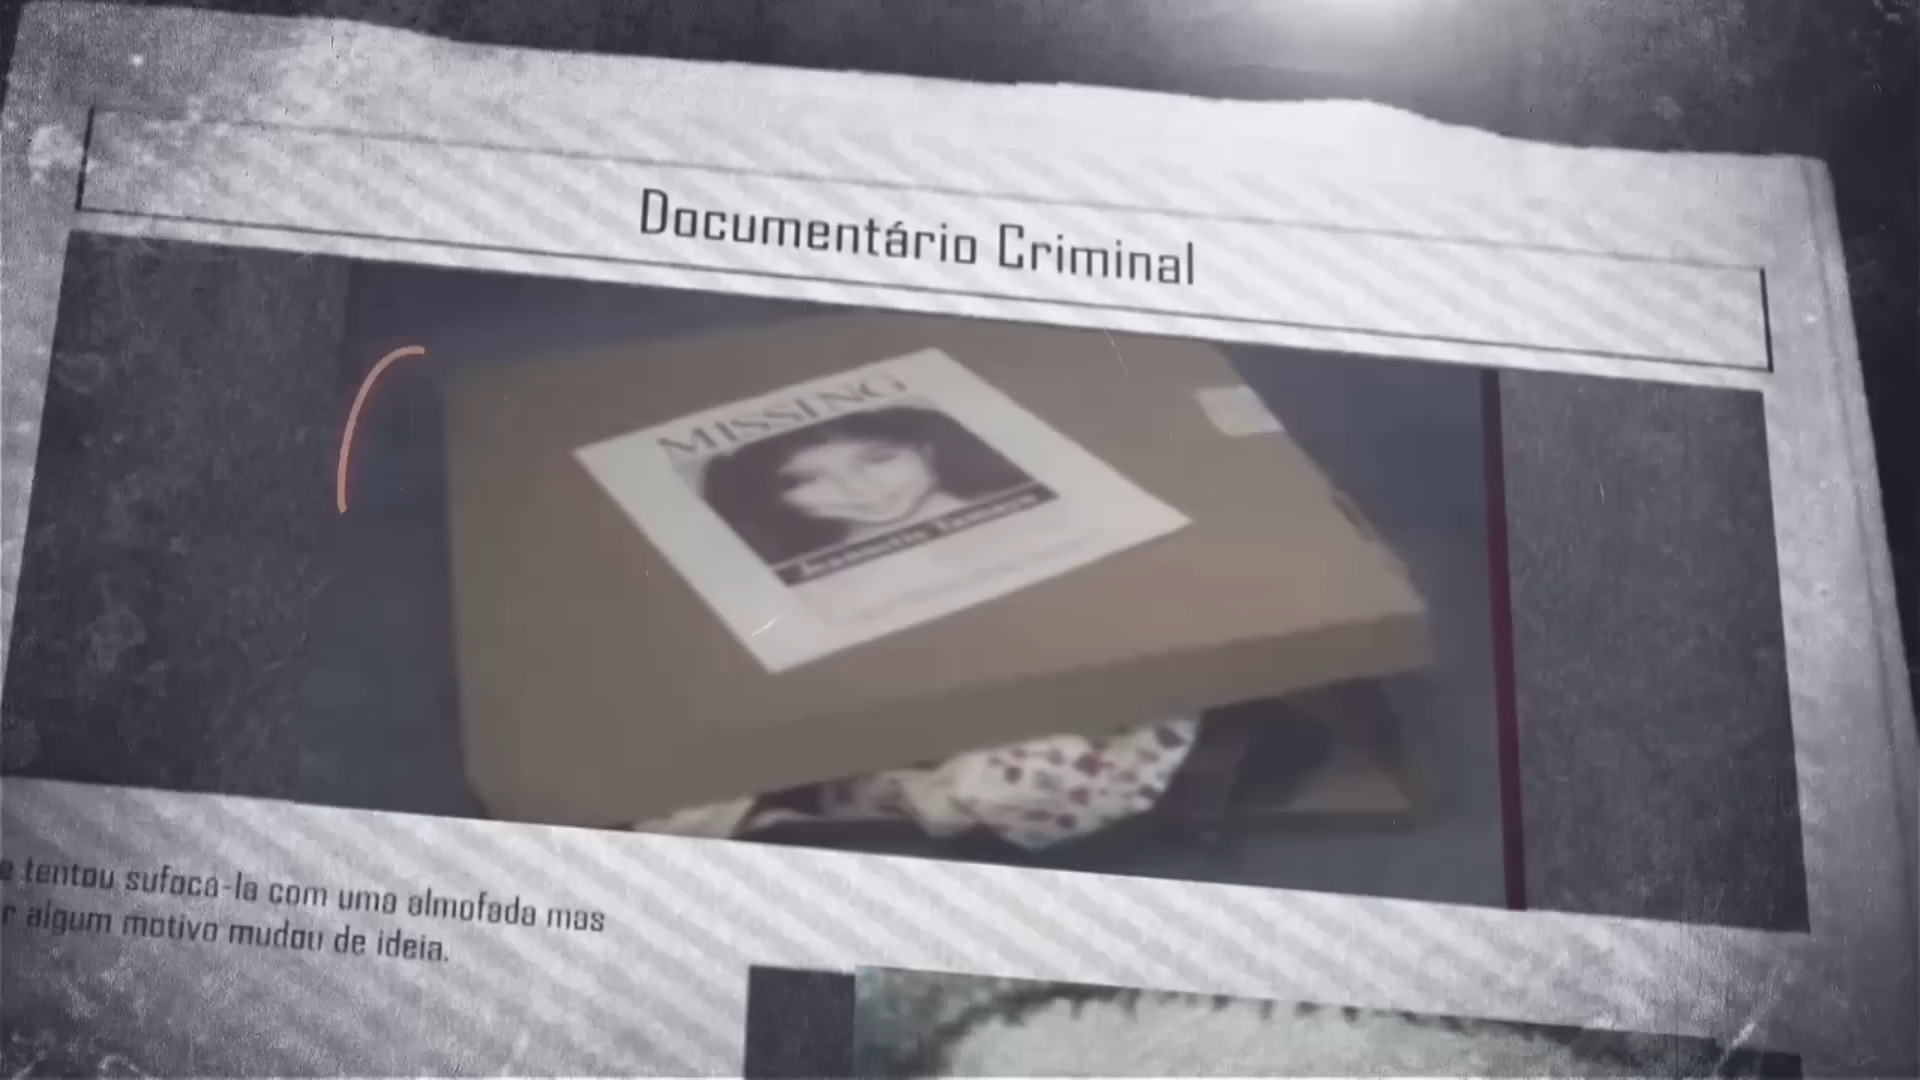 Documentário Criminal
MISSING
e tentou sufocá-la com uma almofada mas
r algum motivo mudou de ideia.